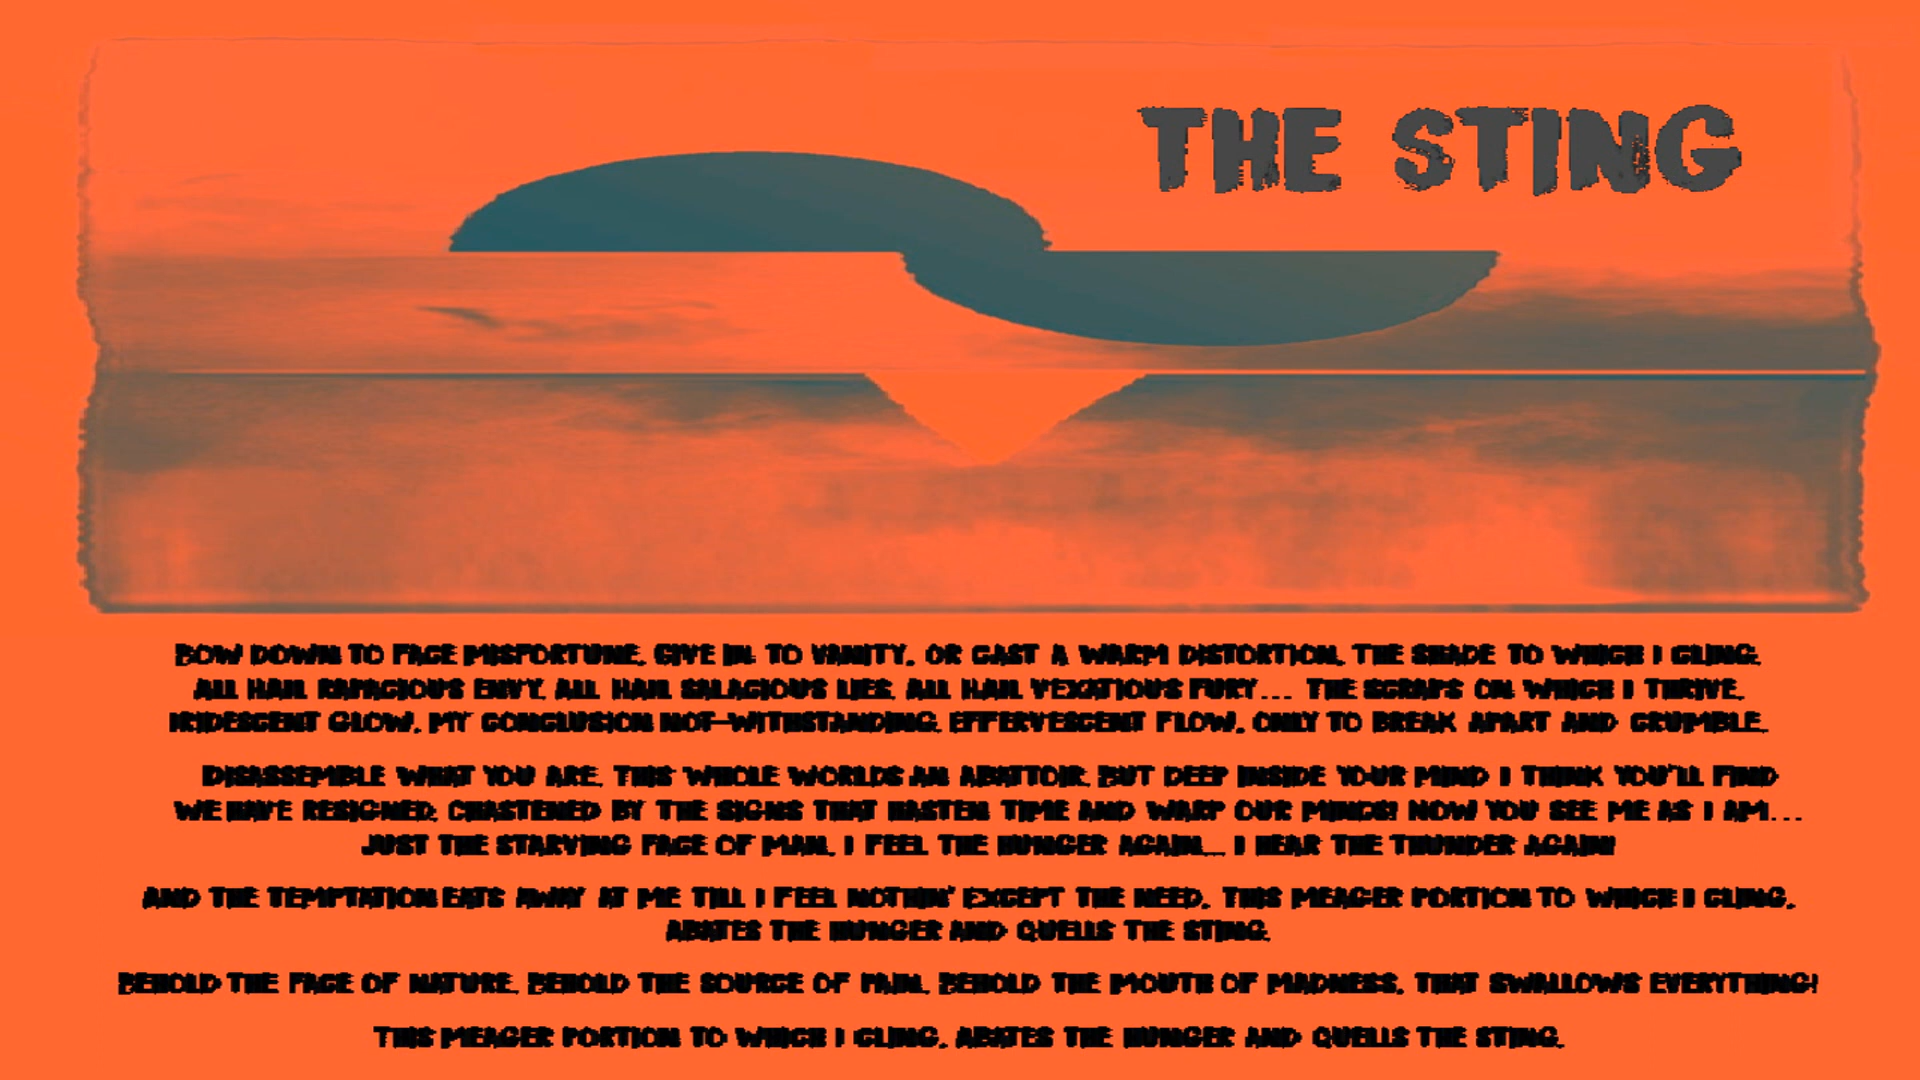 THE STING
BOW DOWN TO FACE MISFORTUNE, GIVE IN TO VANITY, OR CAST A WARM DISTORTION, THE SHADE TO WHICH I CLING.
ALL HAIL RAPACIOUS ENVY, ALL HAIL SALACIOUS LIES, ALL HAIL VEXATIOUS FURY... THE SCRAPS ON WHICH I THRIVE,
IRIDESCENT GLOW, MY CONCLUSION NOT-WITHSTANDING, EFFERVESCENT FLOW, ONLY TO BREAK APART AND CRUMBLE.
DISASSEMBLE WHAT YOU ARE, THIS WHOLE WORLDS AN ABATTOIR, BUT DEEP INSIDE YOUR MIND I THINK YOU'LL FIND
WE HAVE RESIGNED, CHASTENED BY THE SIGNS THAT HASTEN TIME AND WARP OUR MINDS! NOW YOU SEE ME AS I AM...
JUST THE STARVING FACE OF MAN, I FEEL THE HUNGER AGAIN... I HEAR THE THUNDER AGAIN!
AND THE TEMPTATION EATS AWAY AT ME TILL I FEEL NOTHIN' EXCEPT THE NEED, THIS MEAGER PORTION TO WHICH I CLING,
ABATES THE HUNGER AND QUELLS THE STING.
BEHOLD THE FACE OF NATURE, BEHOLD THE SOURCE OF PAIN, BEHOLD THE MOUTH OF MADNESS, THAT SWALLOWS EVERYTHING!
THIS MEAGER PORTION TO WHICH I CLING, ABATES THE HUNGER AND QUELLS THE STING.